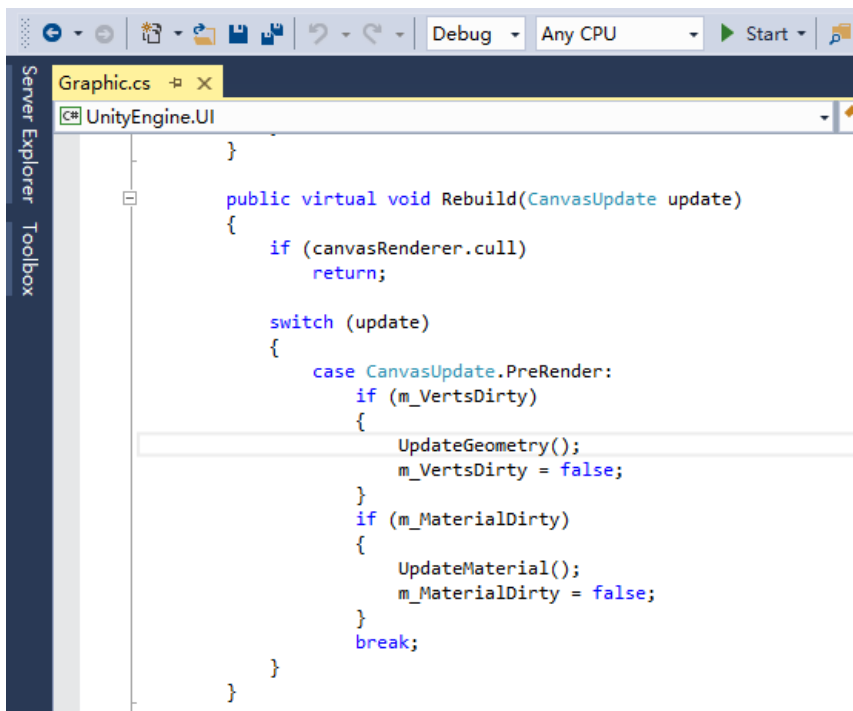 Debug Any CPU Start
Server Explorer
Toolbox
Graphic.cs
C# UnityEngine.UI
}
public virtual void Rebuild(CanvasUpdate update)
{
if (canvasRenderer.cull)
return;
switch (update)
{
case CanvasUpdate.PreRender:
if (m_VertsDirty)
{
UpdateGeometry();
m_VertsDirty = false;
}
if (m_MaterialDirty)
{
UpdateMaterial();
m_MaterialDirty = false;
}
break;
}
}